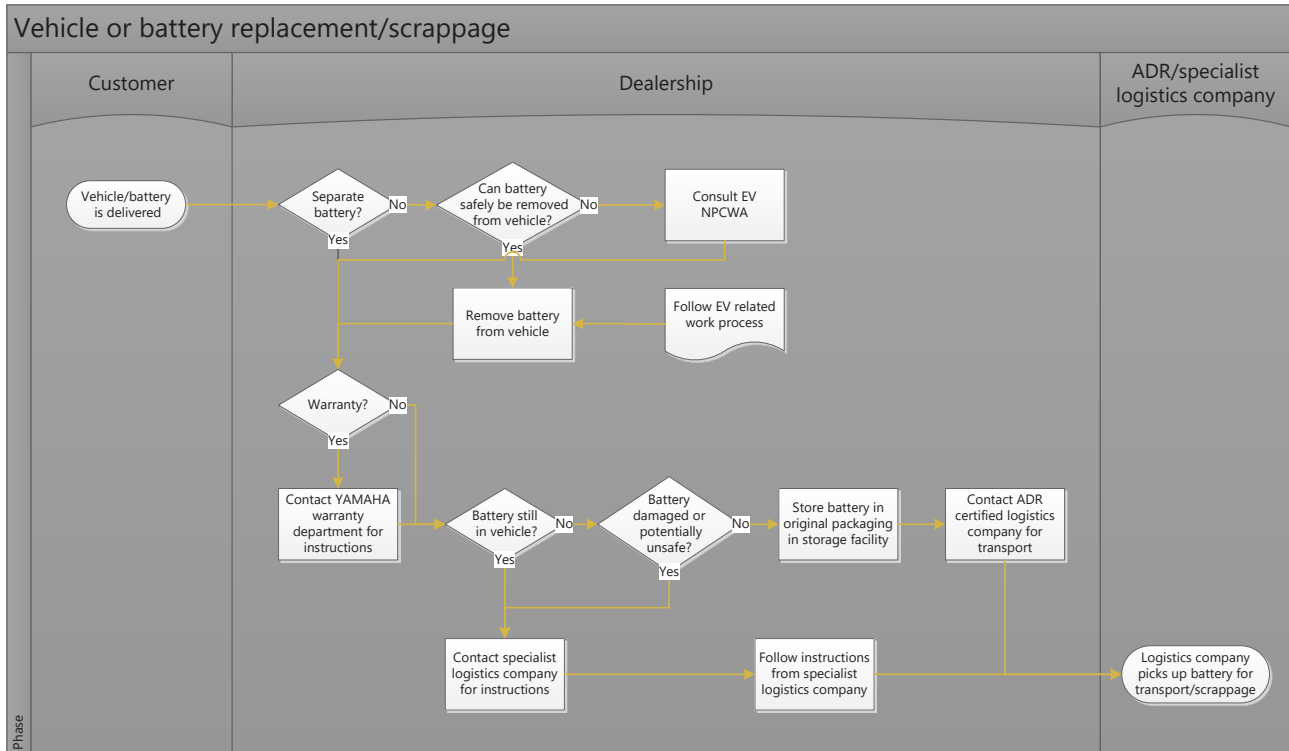 Vehicle or battery replacement/scrappage
Customer
Dealership
ADR/specialist
logistics company
Vehicle/battery
is delivered
Separate
battery?
No
Yes
Can battery
safely be removed
from vehicle?
No
Yes
Consult EV
NPCWA
Remove battery
from vehicle
Follow EV related
work process
Warranty?
No
Yes
Contact YAMAHA
warranty
department for
instructions
Battery still
in vehicle?
No
Yes
Battery
damaged or
potentially
unsafe?
No
Yes
Store battery in
original packaging
in storage facility
Contact ADR
certified logistics
company for
transport
Contact specialist
logistics company
for instructions
Follow instructions
from specialist
logistics company
Logistics company
picks up battery for
transport/scrappage
Phase